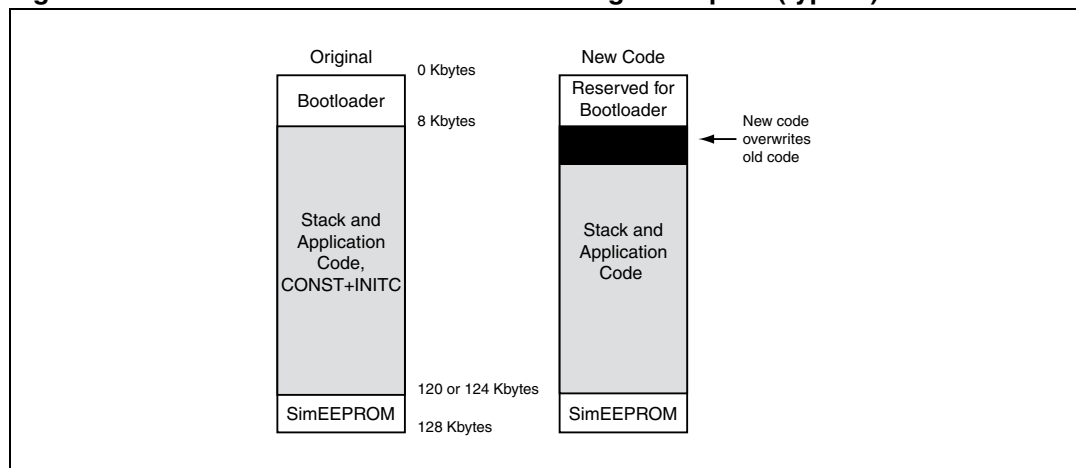 Original
0 Kbytes
Bootloader
8 Kbytes
Stack and
Application
Code,
CONST+INITC
120 or 124 Kbytes
SimEEPROM
128 Kbytes
New Code
Reserved for
Bootloader
New code
overwrites
old code
Stack and
Application
Code
SimEEPROM